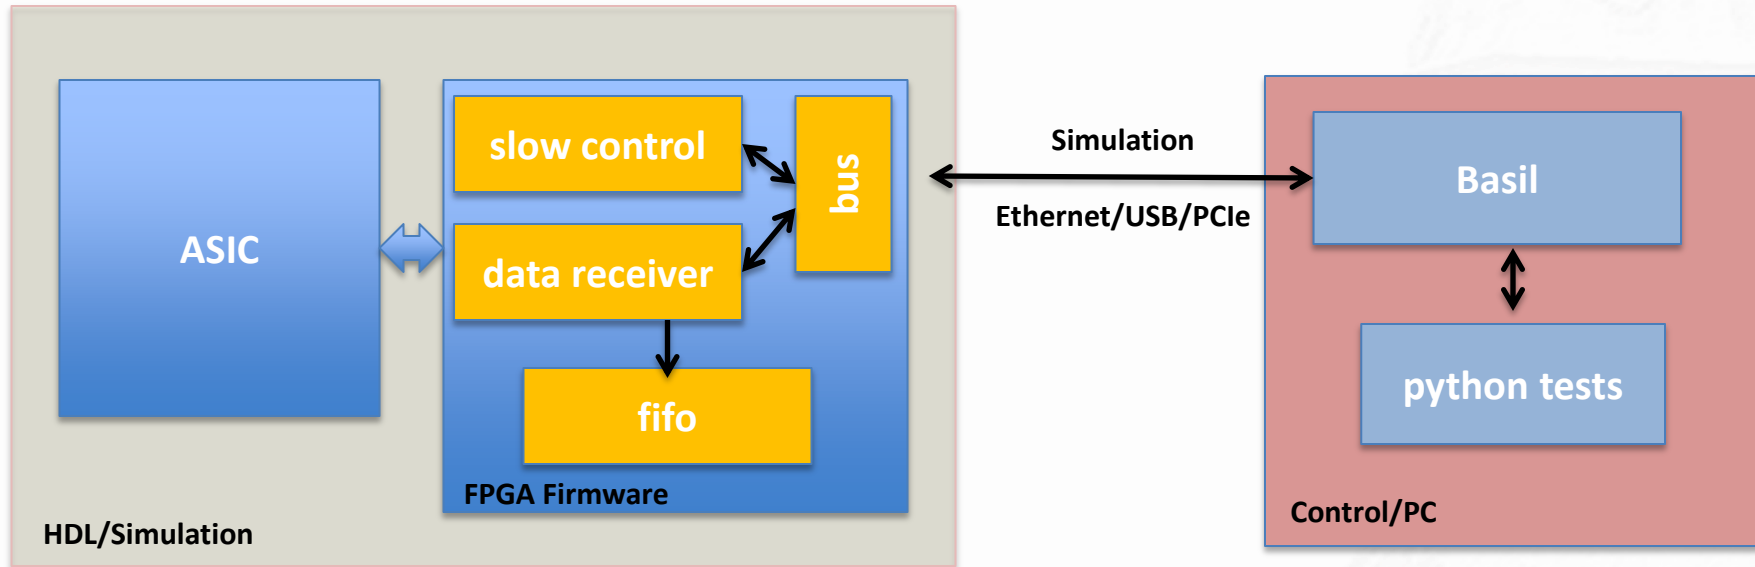 ASIC
slow control
data receiver
bus
fifo
FPGA Firmware
HDL/Simulation
Simulation
Ethernet/USB/PCIe
Basil
python tests
Control/PC